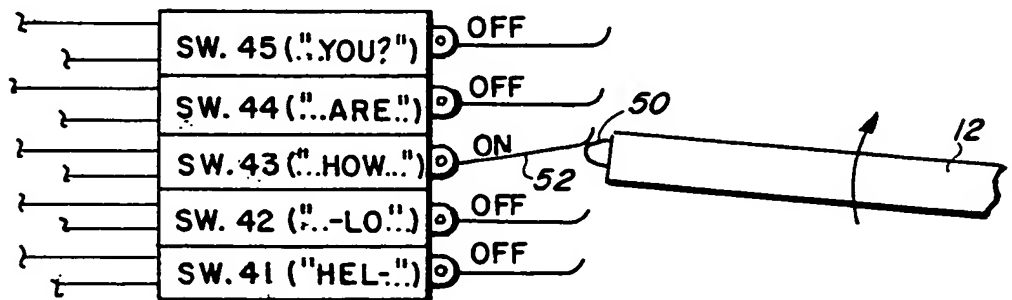 OFF
SW. 45 (".. YOU?")
OFF
50
SW. 44 ("...ARE..")
12
ON
SW. 43 ("...HOW...")
52
OFF
SW. 42 ("...-LO..")
OFF
SW. 41 ("HEL-...")